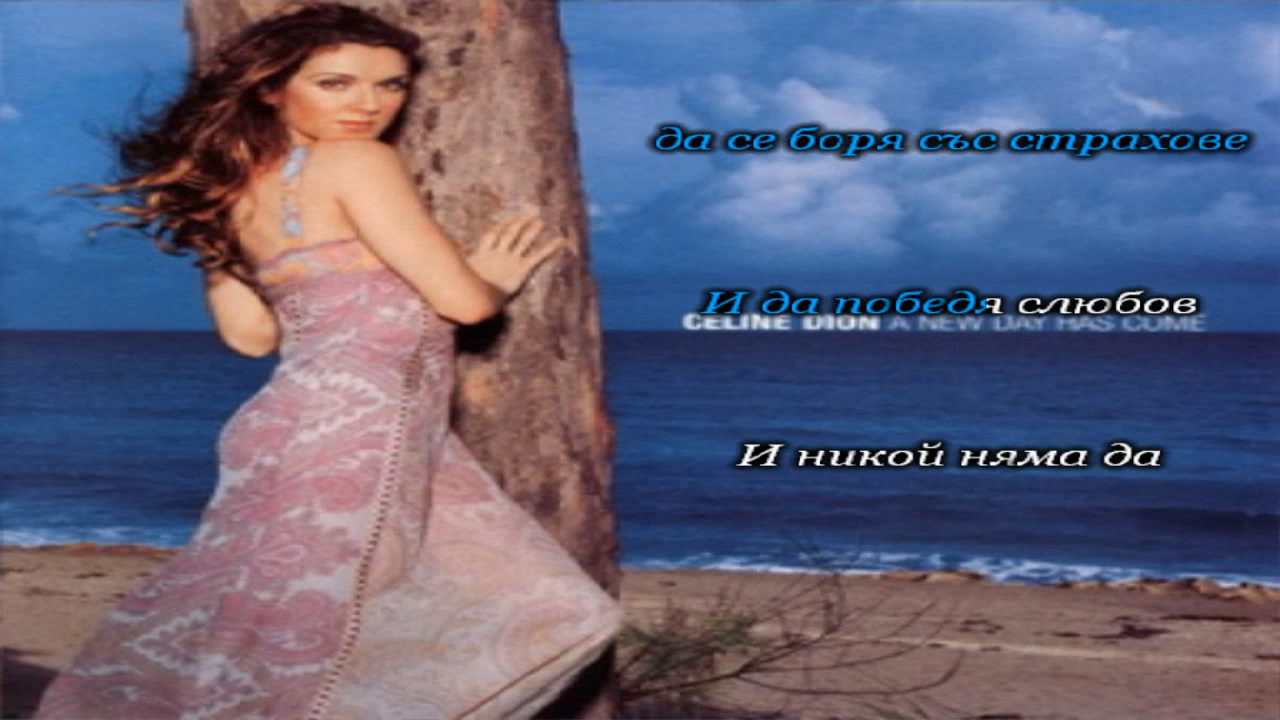 да се боря със страхове
И да победя слюбов
CELINE DION A NEW DAY HAS COME
И никой няма да